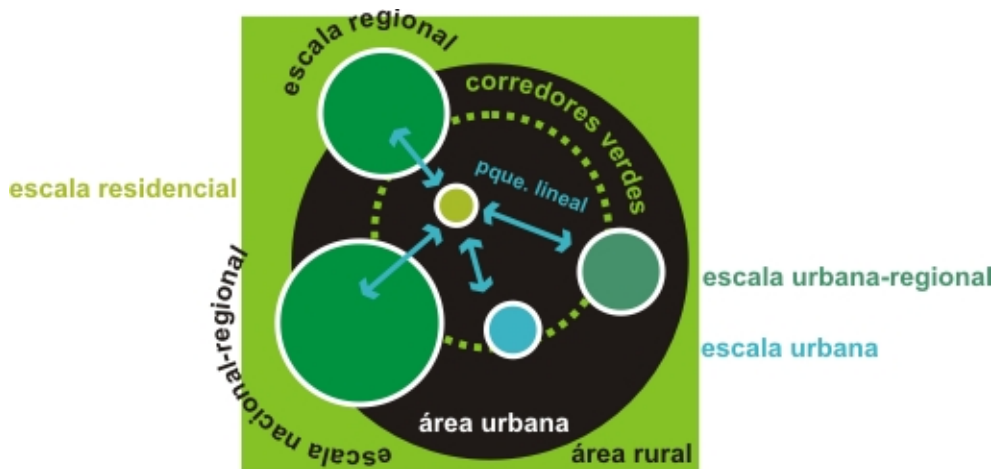 escala regional
corredores verdes
escala residencial
pque. lineal
escala urbana-regional
escala nacional-regional
escala urbana
área urbana
área rural